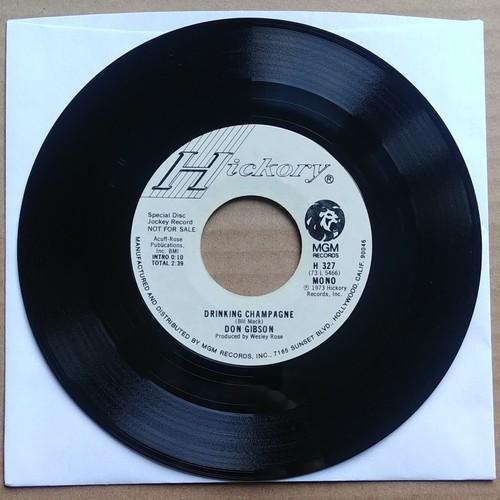 Hickory®
Special Disc
Jockey Record
NOT FOR SALE
Acuff-Rose
Publications,
Inc. BMI
INTRO 0:10
TOTAL 2:39
MGM
RECORDS
H 327
(73 L 5466)
MONO
℗ 1973 Hickory
Records, Inc.
DRINKING CHAMPAGNE
(Bill Mack)
DON GIBSON
Produced by Wesley Rose
MANUFACTURED AND DISTRIBUTED BY MGM RECORDS, INC., 7165 SUNSET BLVD., HOLLYWOOD, CALIF. 90046